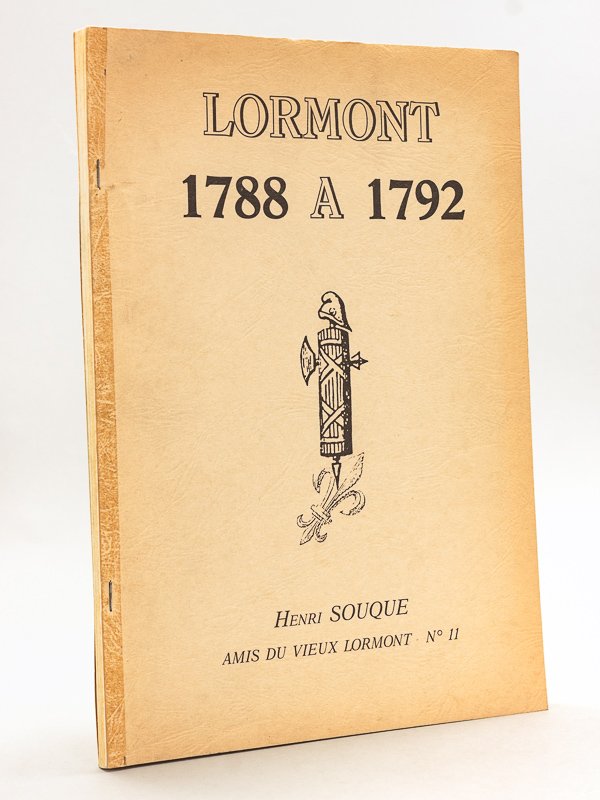 LORMONT
1788 A 1792
HENRI SOUQUE
AMIS DU VIEUX LORMONT . N° 11